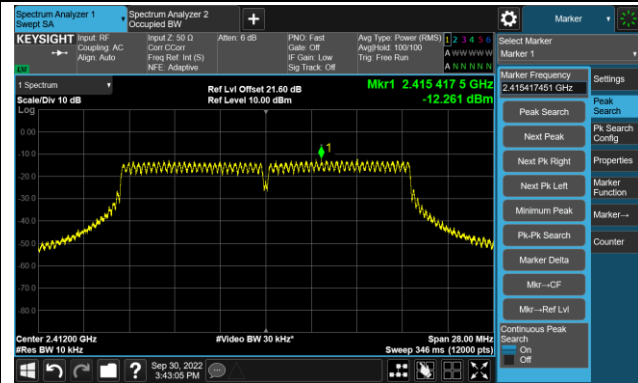 Spectrum Analyzer 1
Swept SA
Spectrum Analyzer 2
Occupied BW
+
Marker
KEYSIGHT
Input: RF
Coupling: AC
Align: Auto
Input Z: 50 Ω
Corr CCorr
Freq Ref: Int (S)
NFE: Adaptive
Atten: 6 dB
PNO: Fast
Gate: Off
IF Gain: Low
Sig Track: Off
Avg Type: Power (RMS)
Avg|Hold: 100/100
Trig: Free Run
1 2 3 4 5 6
A W W W W W
A N N N N N
Select Marker
Marker 1
1 Spectrum
Scale/Div 10 dB
Log
Ref Lvl Offset 21.60 dB
Ref Level 10.00 dBm
Mkr1 2.415 417 5 GHz
-12.261 dBm
1
0.00
-10.0
-20.0
-30.0
-40.0
-50.0
-60.0
-70.0
-80.0
Center 2.41200 GHz
#Res BW 10 kHz
#Video BW 30 kHz*
Span 28.00 MHz
Sweep 346 ms (12000 pts)
Marker Frequency
2.415417451 GHz
Peak Search
Next Peak
Next Pk Right
Next Pk Left
Minimum Peak
Pk-Pk Search
Marker Delta
Mkr→CF
Mkr→Ref Lvl
Continuous Peak
Search
On
Off
Settings
Peak
Search
Pk Search
Config
Properties
Marker
Function
Marker→
Counter
?
Sep 30, 2022
3:43:05 PM